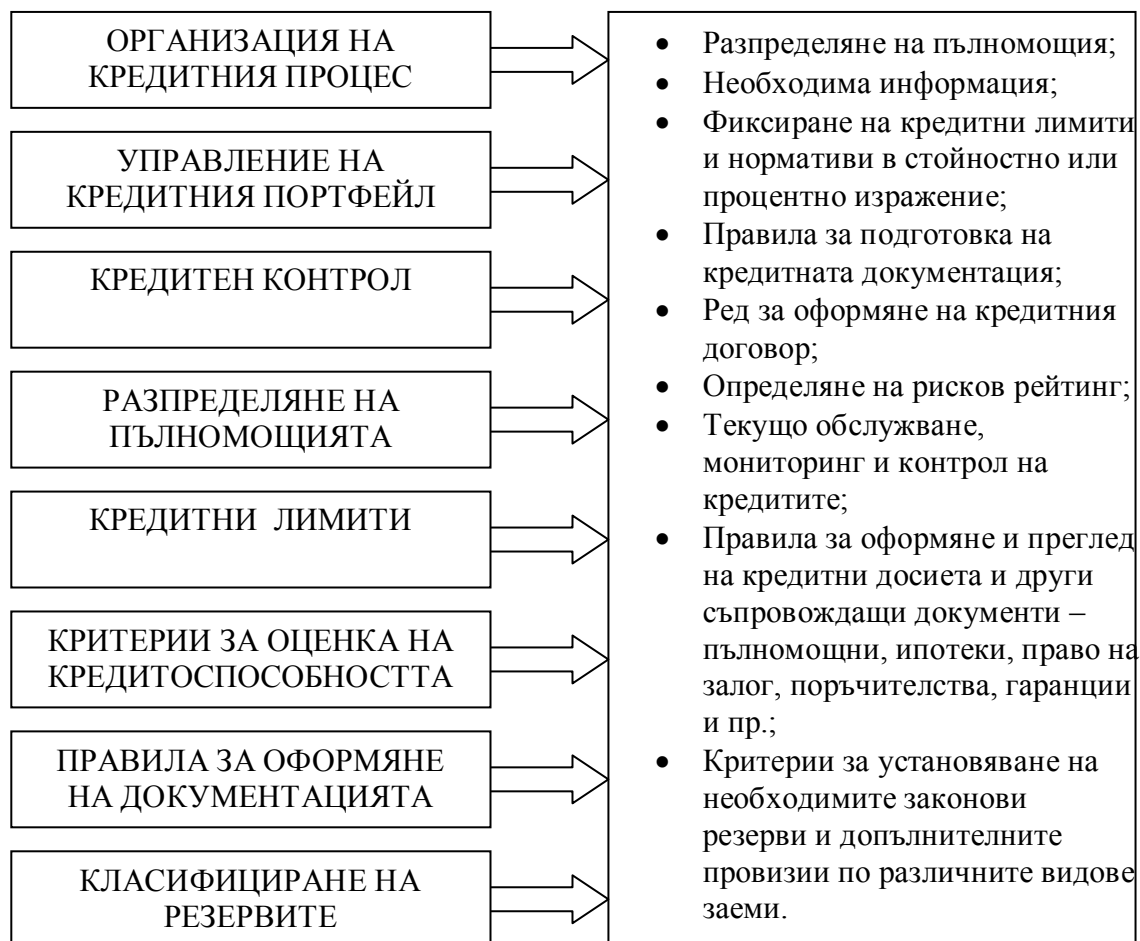 ОРГАНИЗАЦИЯ НА
КРЕДИТНИЯ ПРОЦЕС
УПРАВЛЕНИЕ НА
КРЕДИТНИЯ ПОРТФЕЙЛ
КРЕДИТЕН КОНТРОЛ
РАЗПРЕДЕЛЯНЕ НА
ПЪЛНОМОЩИЯТА
КРЕДИТНИ ЛИМИТИ
КРИТЕРИИ ЗА ОЦЕНКА НА
КРЕДИТОСПОСОБНОСТТА
ПРАВИЛА ЗА ОФОРМЯНЕ
НА ДОКУМЕНТАЦИЯТА
КЛАСИФИЦИРАНЕ НА
РЕЗЕРВИТЕ
• Разпределяне на пълномощия;
• Необходима информация;
• Фиксиране на кредитни лимити
и нормативи в стойностно или
процентно изражение;
• Правила за подготовка на
кредитната документация;
• Ред за оформяне на кредитния
договор;
• Определяне на рисков рейтинг;
• Текущо обслужване,
мониторинг и контрол на
кредитите;
• Правила за оформяне и преглед
на кредитни досиета и други
съпровождащи документи –
пълномощни, ипотеки, право на
залог, поръчителства, гаранции
и пр.;
• Критерии за установяване на
необходимите законови
резерви и допълнителните
провизии по различните видове
заеми.